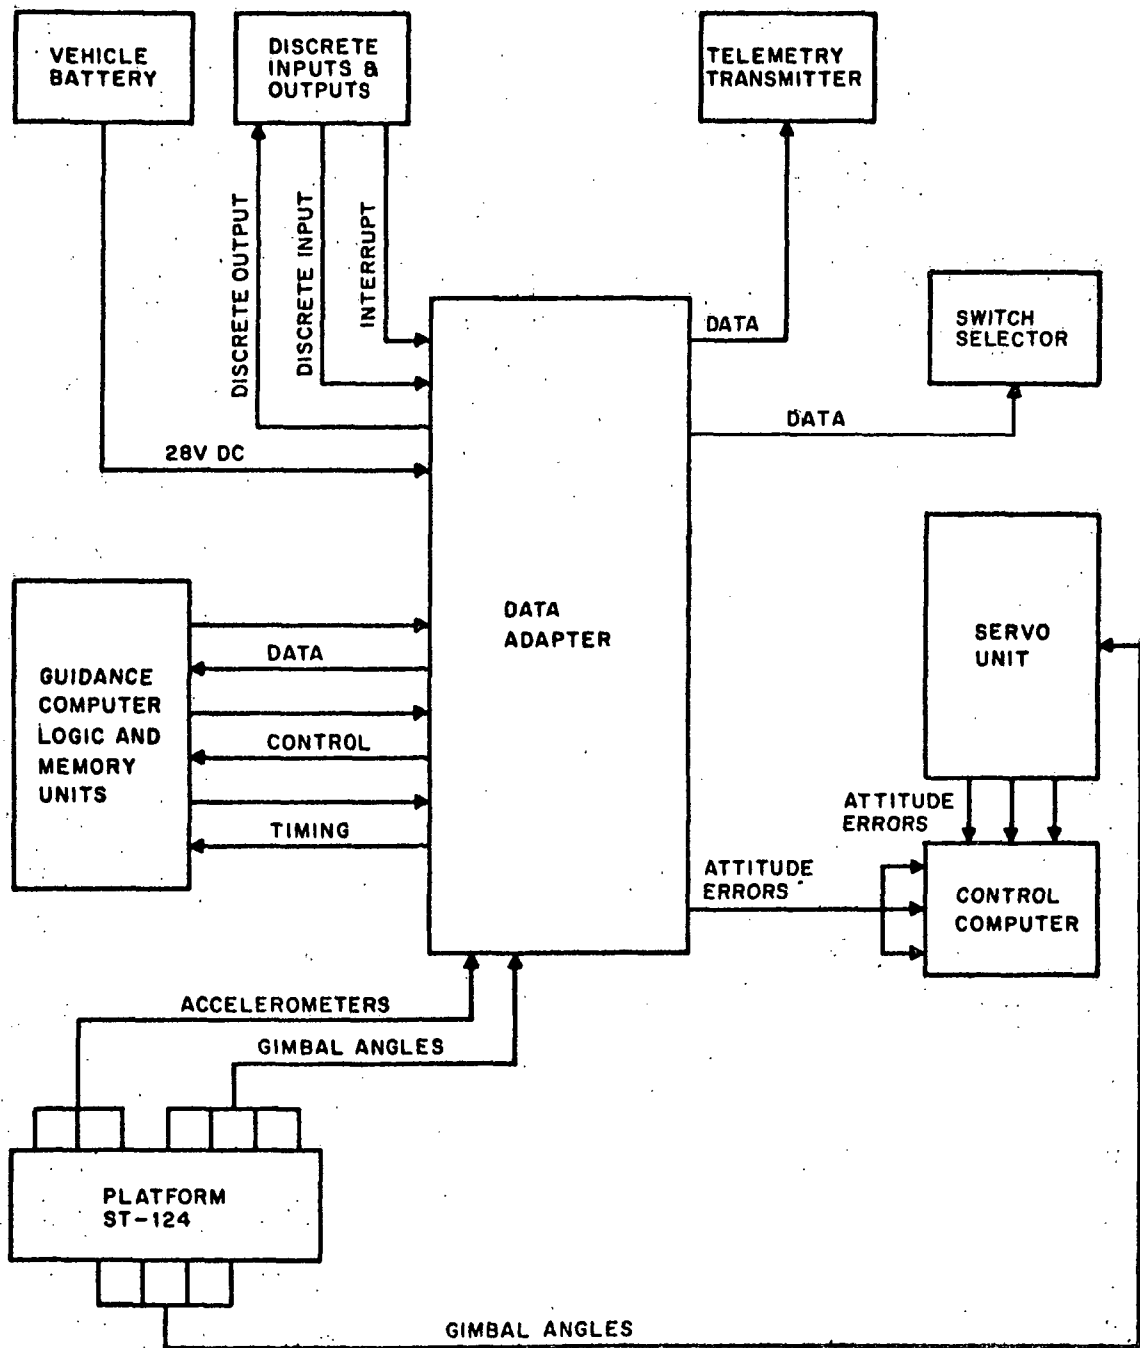 VEHICLE
BATTERY
DISCRETE
INPUTS &
OUTPUTS
TELEMETRY
TRANSMITTER
DISCRETE OUTPUT
DISCRETE INPUT
INTERRUPT
DATA
SWITCH
SELECTOR
DATA
28V DC
DATA
ADAPTER
SERVO
UNIT
GUIDANCE
COMPUTER
LOGIC AND
MEMORY
UNITS
DATA
CONTROL
TIMING
ATTITUDE
ERRORS
ATTITUDE
ERRORS
CONTROL
COMPUTER
ACCELEROMETERS
GIMBAL ANGLES
PLATFORM
ST-124
GIMBAL ANGLES